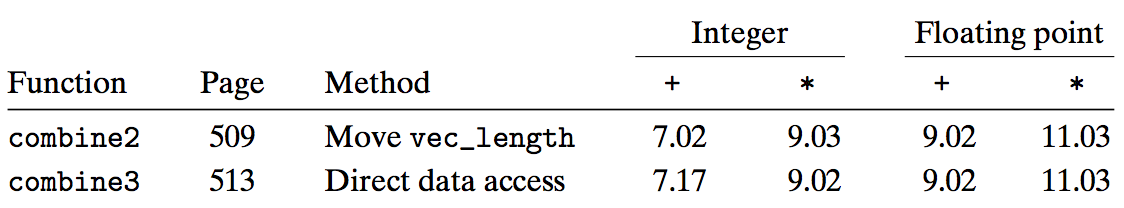 Integer Floating point
Function Page Method + * + *
combine2 509 Move vec_length 7.02 9.03 9.02 11.03
combine3 513 Direct data access 7.17 9.02 9.02 11.03